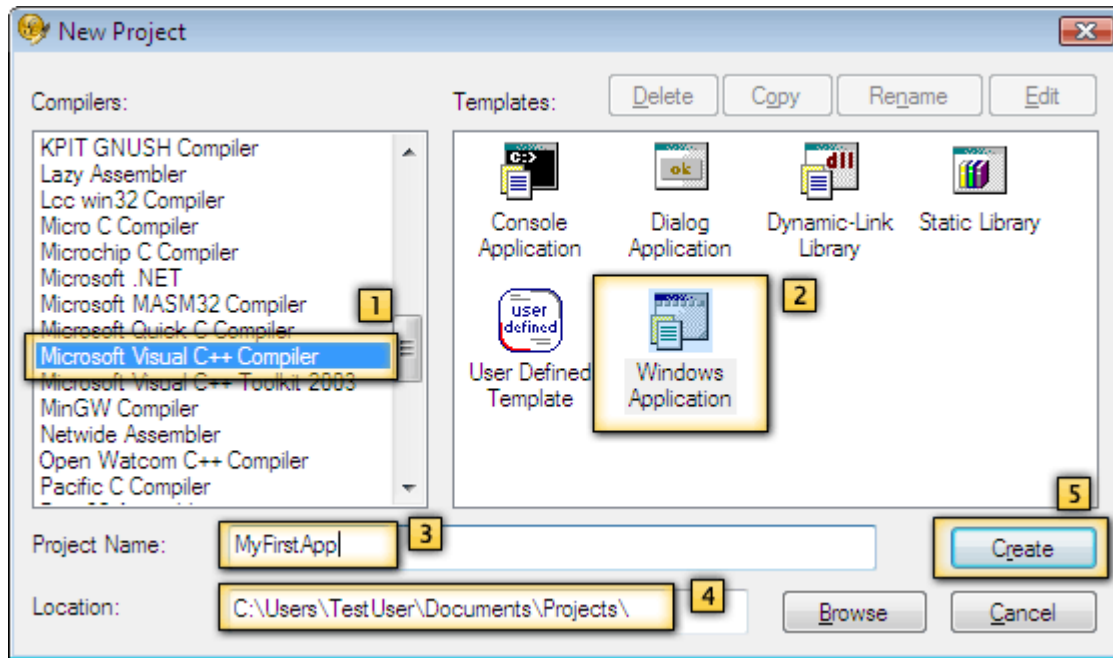 New Project
Compilers:
Templates:
Delete
Copy
Rename
Edit
KPIT GNUSH Compiler
Lazy Assembler
Lcc win32 Compiler
Micro C Compiler
Microchip C Compiler
Microsoft .NET
Microsoft MASM32 Compiler
Microsoft Quick C Compiler
Microsoft Visual C++ Compiler
Microsoft Visual C++ Toolkit 2003
MinGW Compiler
Netwide Assembler
Open Watcom C++ Compiler
Pacific C Compiler
1
C:\>
Console
Application
ok
Dialog
Application
dll
Dynamic-Link
Library
Static Library
user
defined
User Defined
Template
Windows
Application
2
Project Name:
MyFirstApp
3
5
Create
Location:
C:\Users\TestUser\Documents\Projects\
4
Browse
Cancel